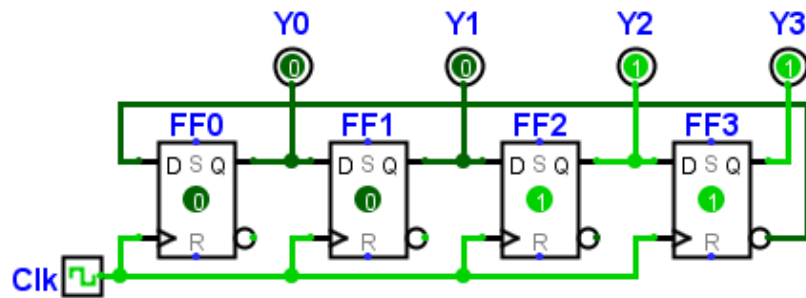 Y0 Y1 Y2 Y3
0 0 1 1
FF0 FF1 FF2 FF3
D S Q D S Q D S Q D S Q
0 0 1 1
R R R R
Clk